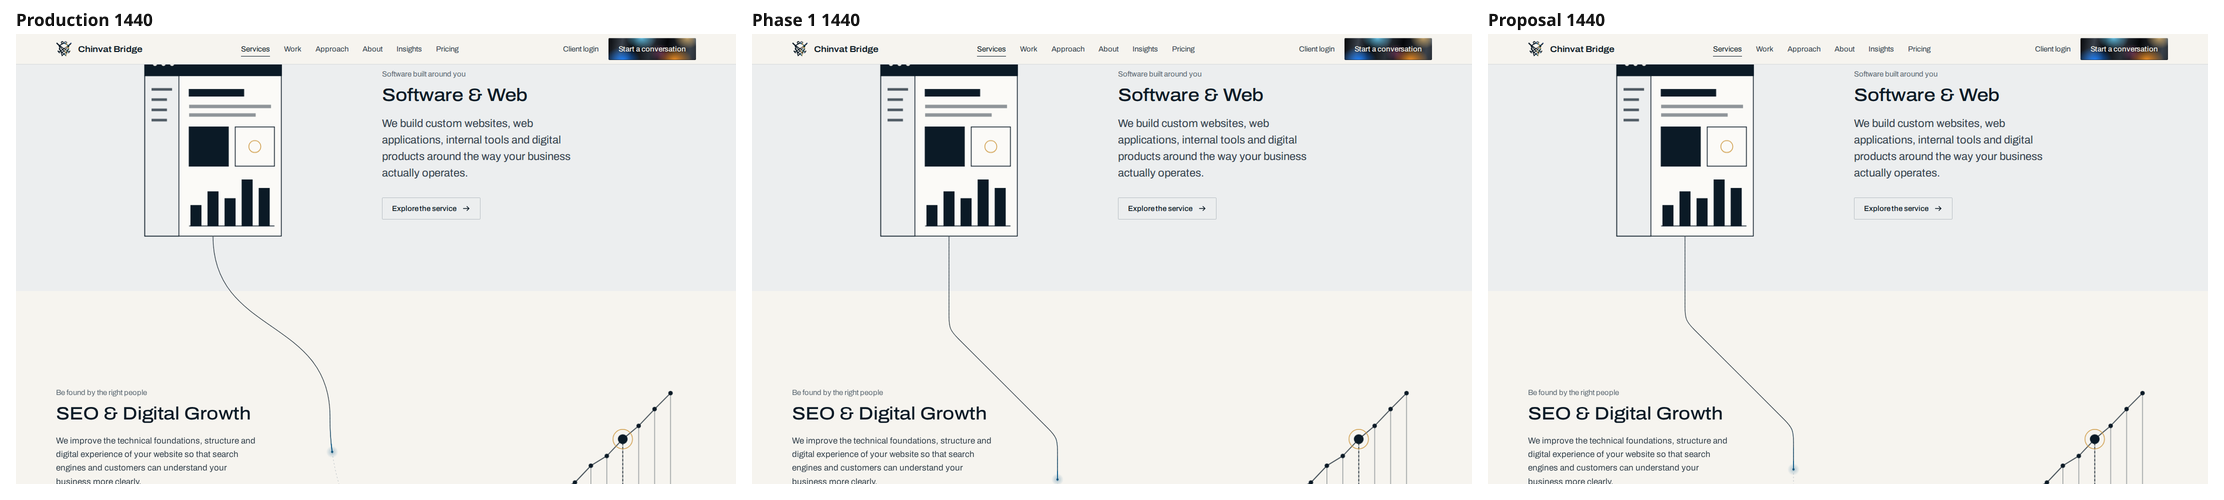 Production 1440
Chinvat Bridge
Services
Work
Approach
About
Insights
Pricing
Client login
Start a conversation
Software built around you
Software & Web
We build custom websites, web
applications, internal tools and digital
products around the way your business
actually operates.
Explore the service →
Be found by the right people
SEO & Digital Growth
We improve the technical foundations, structure and
digital experience of your website so that search
engines and customers can understand your
business more clearly.
Phase 1 1440
Chinvat Bridge
Services
Work
Approach
About
Insights
Pricing
Client login
Start a conversation
Software built around you
Software & Web
We build custom websites, web
applications, internal tools and digital
products around the way your business
actually operates.
Explore the service →
Be found by the right people
SEO & Digital Growth
We improve the technical foundations, structure and
digital experience of your website so that search
engines and customers can understand your
business more clearly.
Proposal 1440
Chinvat Bridge
Services
Work
Approach
About
Insights
Pricing
Client login
Start a conversation
Software built around you
Software & Web
We build custom websites, web
applications, internal tools and digital
products around the way your business
actually operates.
Explore the service →
Be found by the right people
SEO & Digital Growth
We improve the technical foundations, structure and
digital experience of your website so that search
engines and customers can understand your
business more clearly.